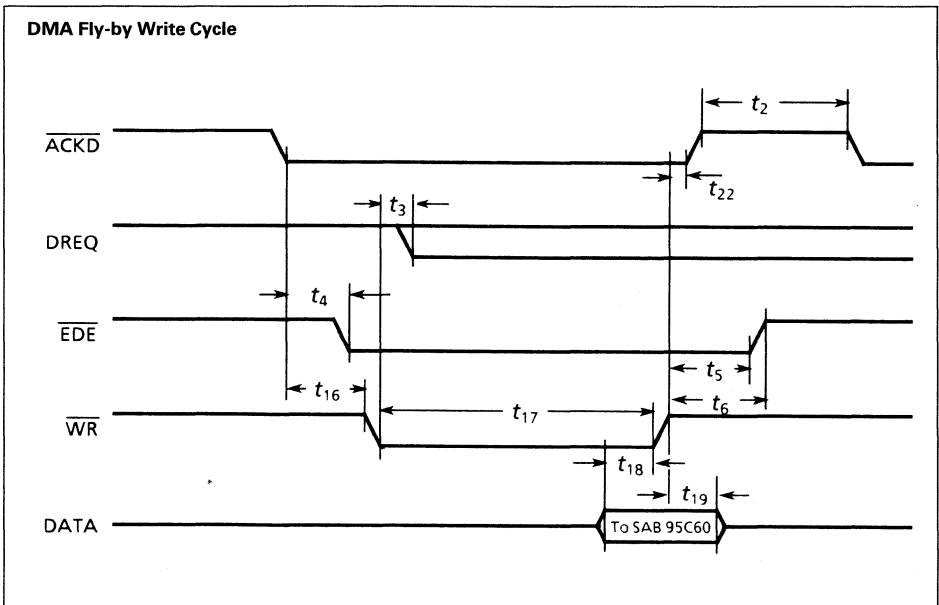 DMA Fly-by Write Cycle
t2
ACKD
t22
t3
DREQ
t4
EDE
t5
t16
t17
t6
WR
t18
t19
DATA
To SAB 95C60